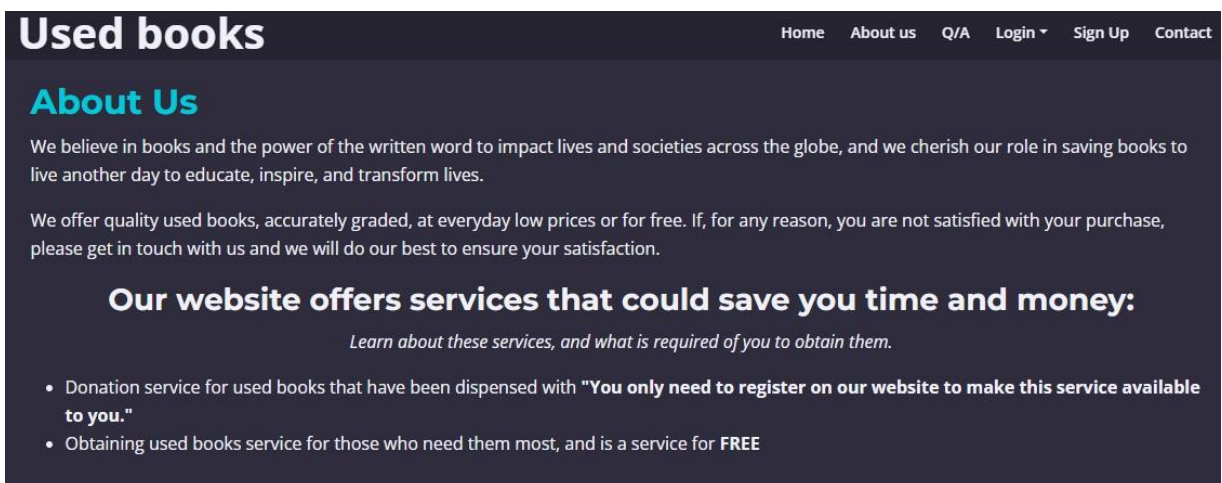 Used books
Home About us Q/A Login Sign Up Contact
About Us
We believe in books and the power of the written word to impact lives and societies across the globe, and we cherish our role in saving books to
live another day to educate, inspire, and transform lives.
We offer quality used books, accurately graded, at everyday low prices or for free. If, for any reason, you are not satisfied with your purchase,
please get in touch with us and we will do our best to ensure your satisfaction.
Our website offers services that could save you time and money:
Learn about these services, and what is required of you to obtain them.
• Donation service for used books that have been dispensed with "You only need to register on our website to make this service available
to you."
• Obtaining used books service for those who need them most, and is a service for FREE